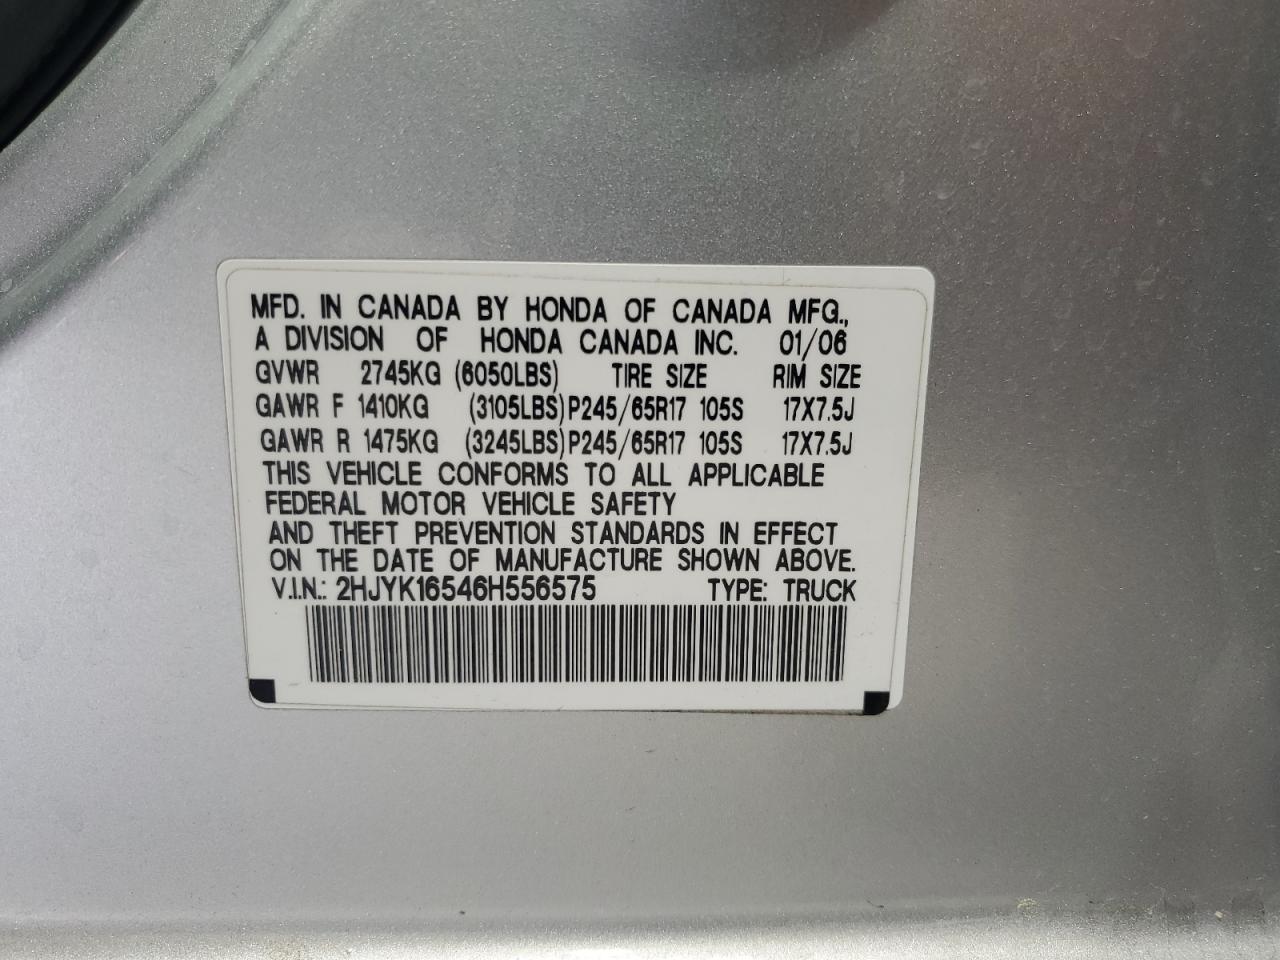 MFD. IN CANADA BY HONDA OF CANADA MFG.,
A DIVISION OF HONDA CANADA INC. 01/06
GVWR 2745KG (6050LBS) TIRE SIZE RIM SIZE
GAWR F 1410KG (3105LBS) P245/65R17 105S 17X7.5J
GAWR R 1475KG (3245LBS) P245/65R17 105S 17X7.5J
THIS VEHICLE CONFORMS TO ALL APPLICABLE
FEDERAL MOTOR VEHICLE SAFETY
AND THEFT PREVENTION STANDARDS IN EFFECT
ON THE DATE OF MANUFACTURE SHOWN ABOVE.
V.I.N.: 2HJYK16546H556575 TYPE: TRUCK